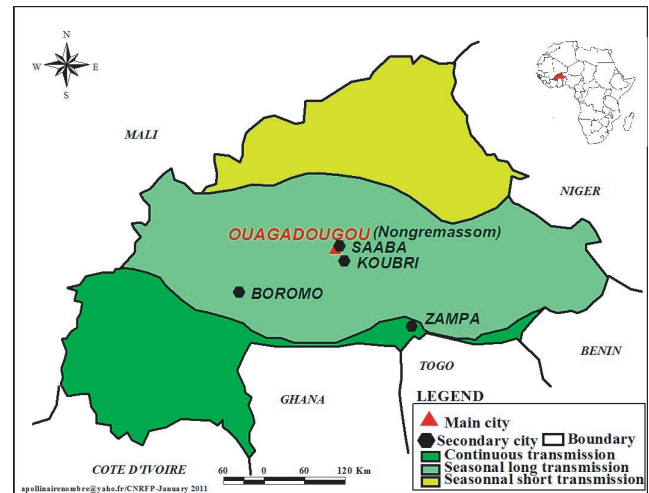 N
W E
S
MALI
NIGER
OUAGADOUGOU (Nongremassom)
SAABA
KOUBRI
BOROMO
ZAMPA
BENIN
TOGO
GHANA
COTE D'IVOIRE
LEGEND
Main city
Secondary city Boundary
Continuous transmission
Seasonal long transmission
Seasonnal short transmission
60 0 60 120 Km
apollinairenombre@yaho.fr/CNRFP-January 2011